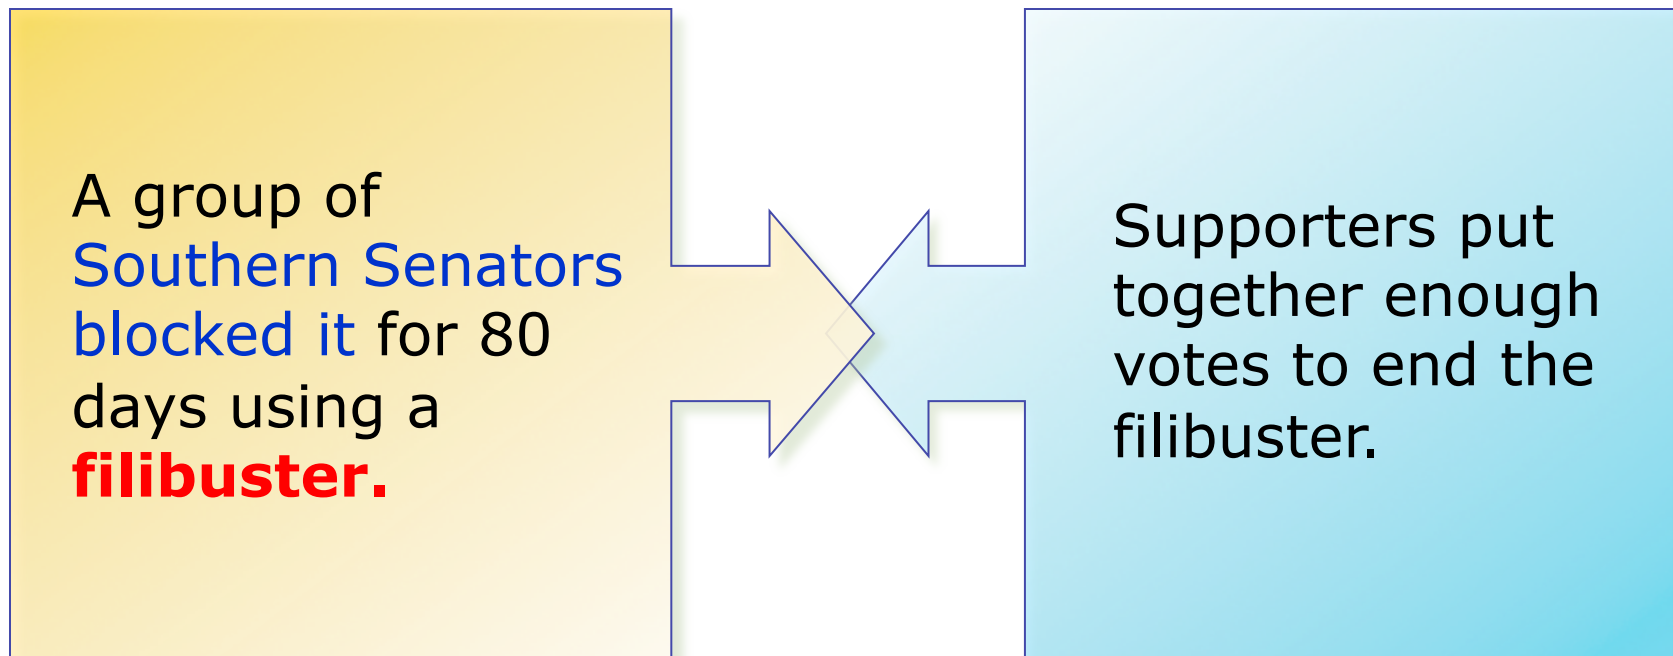 A group of
Southern Senators
blocked it for 80
days using a
filibuster.
Supporters put
together enough
votes to end the
filibuster.